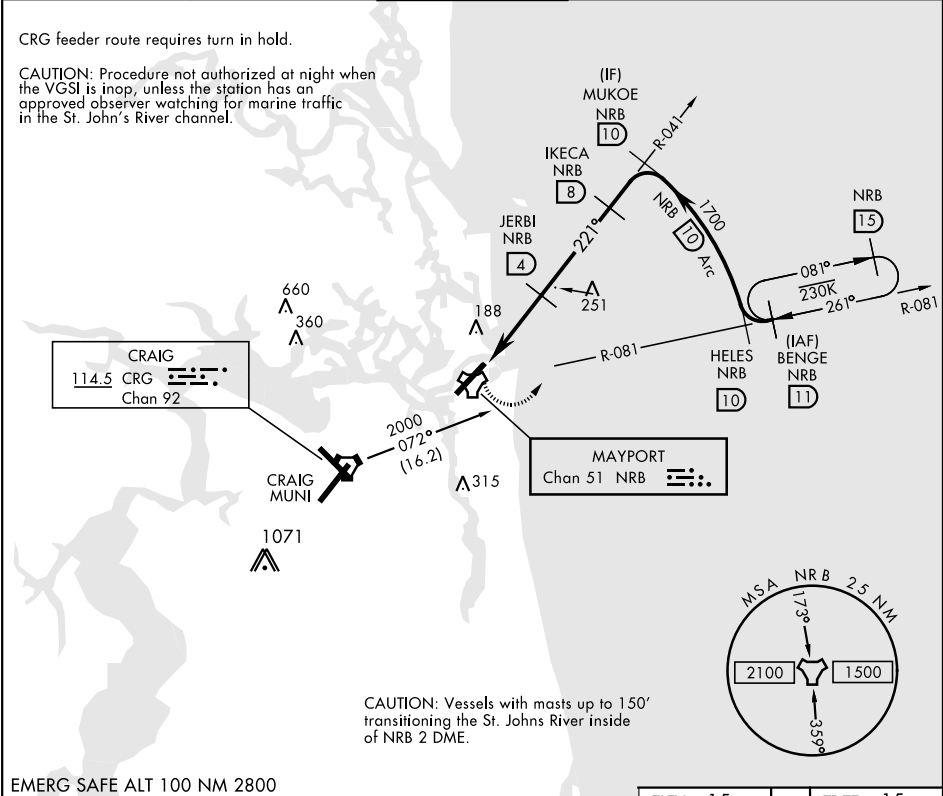 CRG feeder route requires turn in hold.
CAUTION: Procedure not authorized at night when
the VGSI is inop, unless the station has an
approved observer watching for marine traffic
in the St. John's River channel.
(IF)
MUKOE
NRB
10
R-041
IKECA
NRB
8
JERBI
NRB
4
221°
1700
NRB 10 Arc
NRB
15
081°
230K
261°
R-081
R-081
HELES
NRB
10
(IAF)
BENGE
NRB
11
251
188
660
360
CRAIG
114.5 CRG
Chan 92
2000
072°
(16.2)
CRAIG
MUNI
315
MAYPORT
Chan 51 NRB
1071
MSA NRB 25 NM
173°
2100
1500
359°
CAUTION: Vessels with masts up to 150'
transitioning the St. Johns River inside
of NRB 2 DME.
EMERG SAFE ALT 100 NM 2800